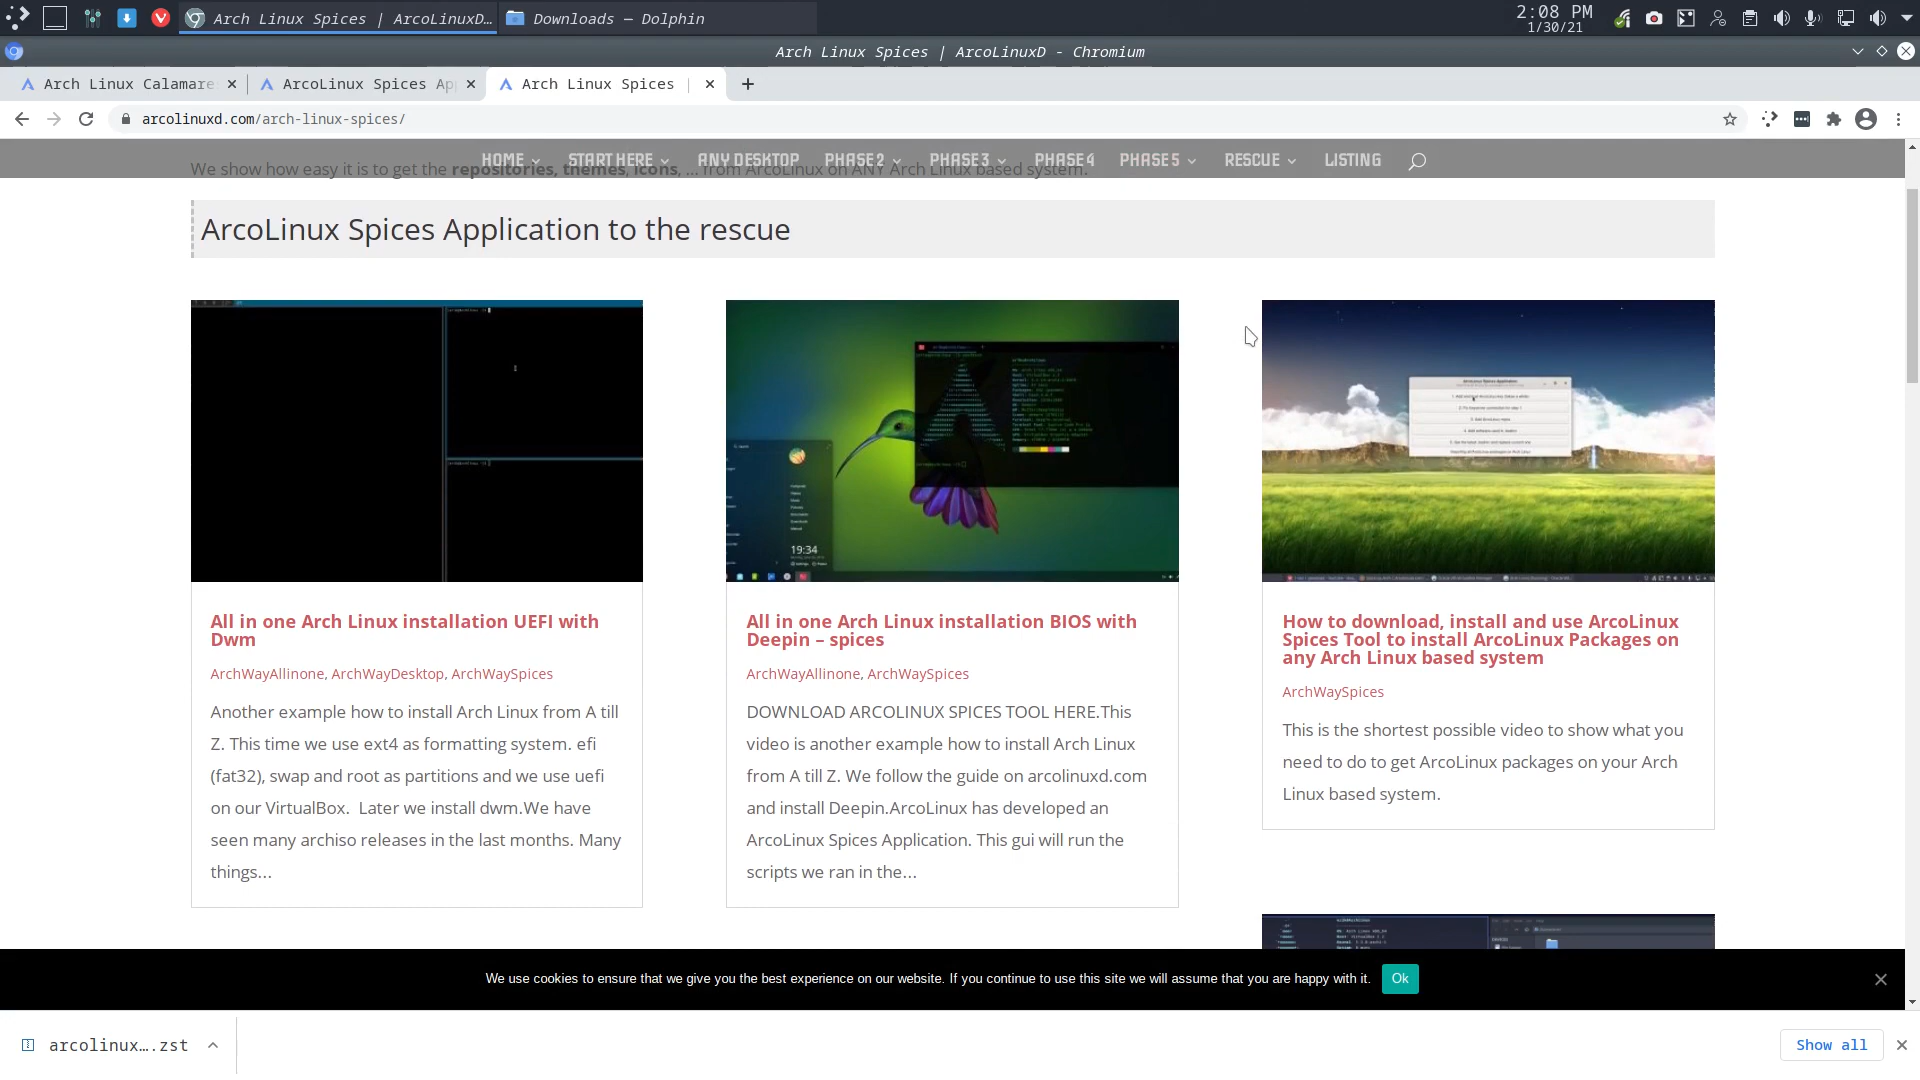 Arch Linux Spices | ArcoLinuxD…
Downloads — Dolphin
2:08 PM
1/30/21
Arch Linux Spices | ArcoLinuxD - Chromium
Arch Linux Calamare
ArcoLinux Spices Ap
Arch Linux Spices |
arcolinuxd.com/arch-linux-spices/
HOME
START HERE
ANY DESKTOP
PHASE 2
PHASE 3
PHASE 4
PHASE 5
RESCUE
LISTING
We show how easy it is to get the repositories, themes, icons, ... from ArcoLinux on ANY Arch Linux based system.
ArcoLinux Spices Application to the rescue
19:34
ArcoLinux Spices Application
All in one Arch Linux installation UEFI with
Dwm
ArchWayAllinone, ArchWayDesktop, ArchWaySpices
Another example how to install Arch Linux from A till
Z. This time we use ext4 as formatting system. efi
(fat32), swap and root as partitions and we use uefi
on our VirtualBox.  Later we install dwm.We have
seen many archiso releases in the last months. Many
things...
All in one Arch Linux installation BIOS with
Deepin – spices
ArchWayAllinone, ArchWaySpices
DOWNLOAD ARCOLINUX SPICES TOOL HERE.This
video is another example how to install Arch Linux
from A till Z. We follow the guide on arcolinuxd.com
and install Deepin.ArcoLinux has developed an
ArcoLinux Spices Application. This gui will run the
scripts we ran in the...
How to download, install and use ArcoLinux
Spices Tool to install ArcoLinux Packages on
any Arch Linux based system
ArchWaySpices
This is the shortest possible video to show what you
need to do to get ArcoLinux packages on your Arch
Linux based system.
We use cookies to ensure that we give you the best experience on our website. If you continue to use this site we will assume that you are happy with it.
Ok
arcolinux….zst
Show all